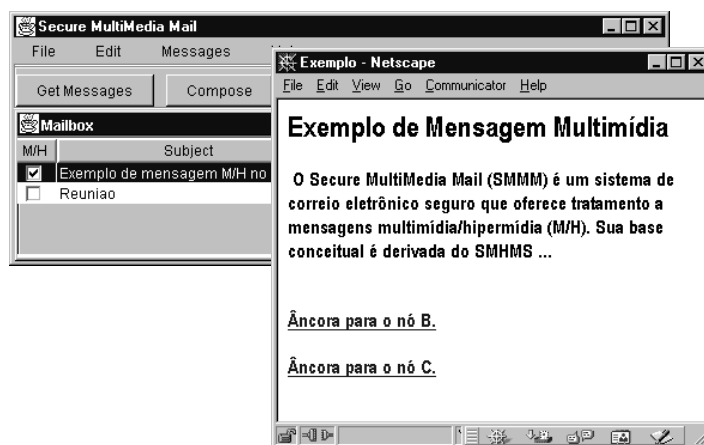 Secure MultiMedia Mail
File Edit Messages
Get Messages Compose
Mailbox
M/H Subject
Exemplo de mensagem M/H no
Reuniao
Exemplo - Netscape
File Edit View Go Communicator Help
Exemplo de Mensagem Multimídia
O Secure MultiMedia Mail (SMMM) é um sistema de
correio eletrônico seguro que oferece tratamento a
mensagens multimídia/hipermídia (M/H). Sua base
conceitual é derivada do SMHMS ...
Âncora para o nó B.
Âncora para o nó C.